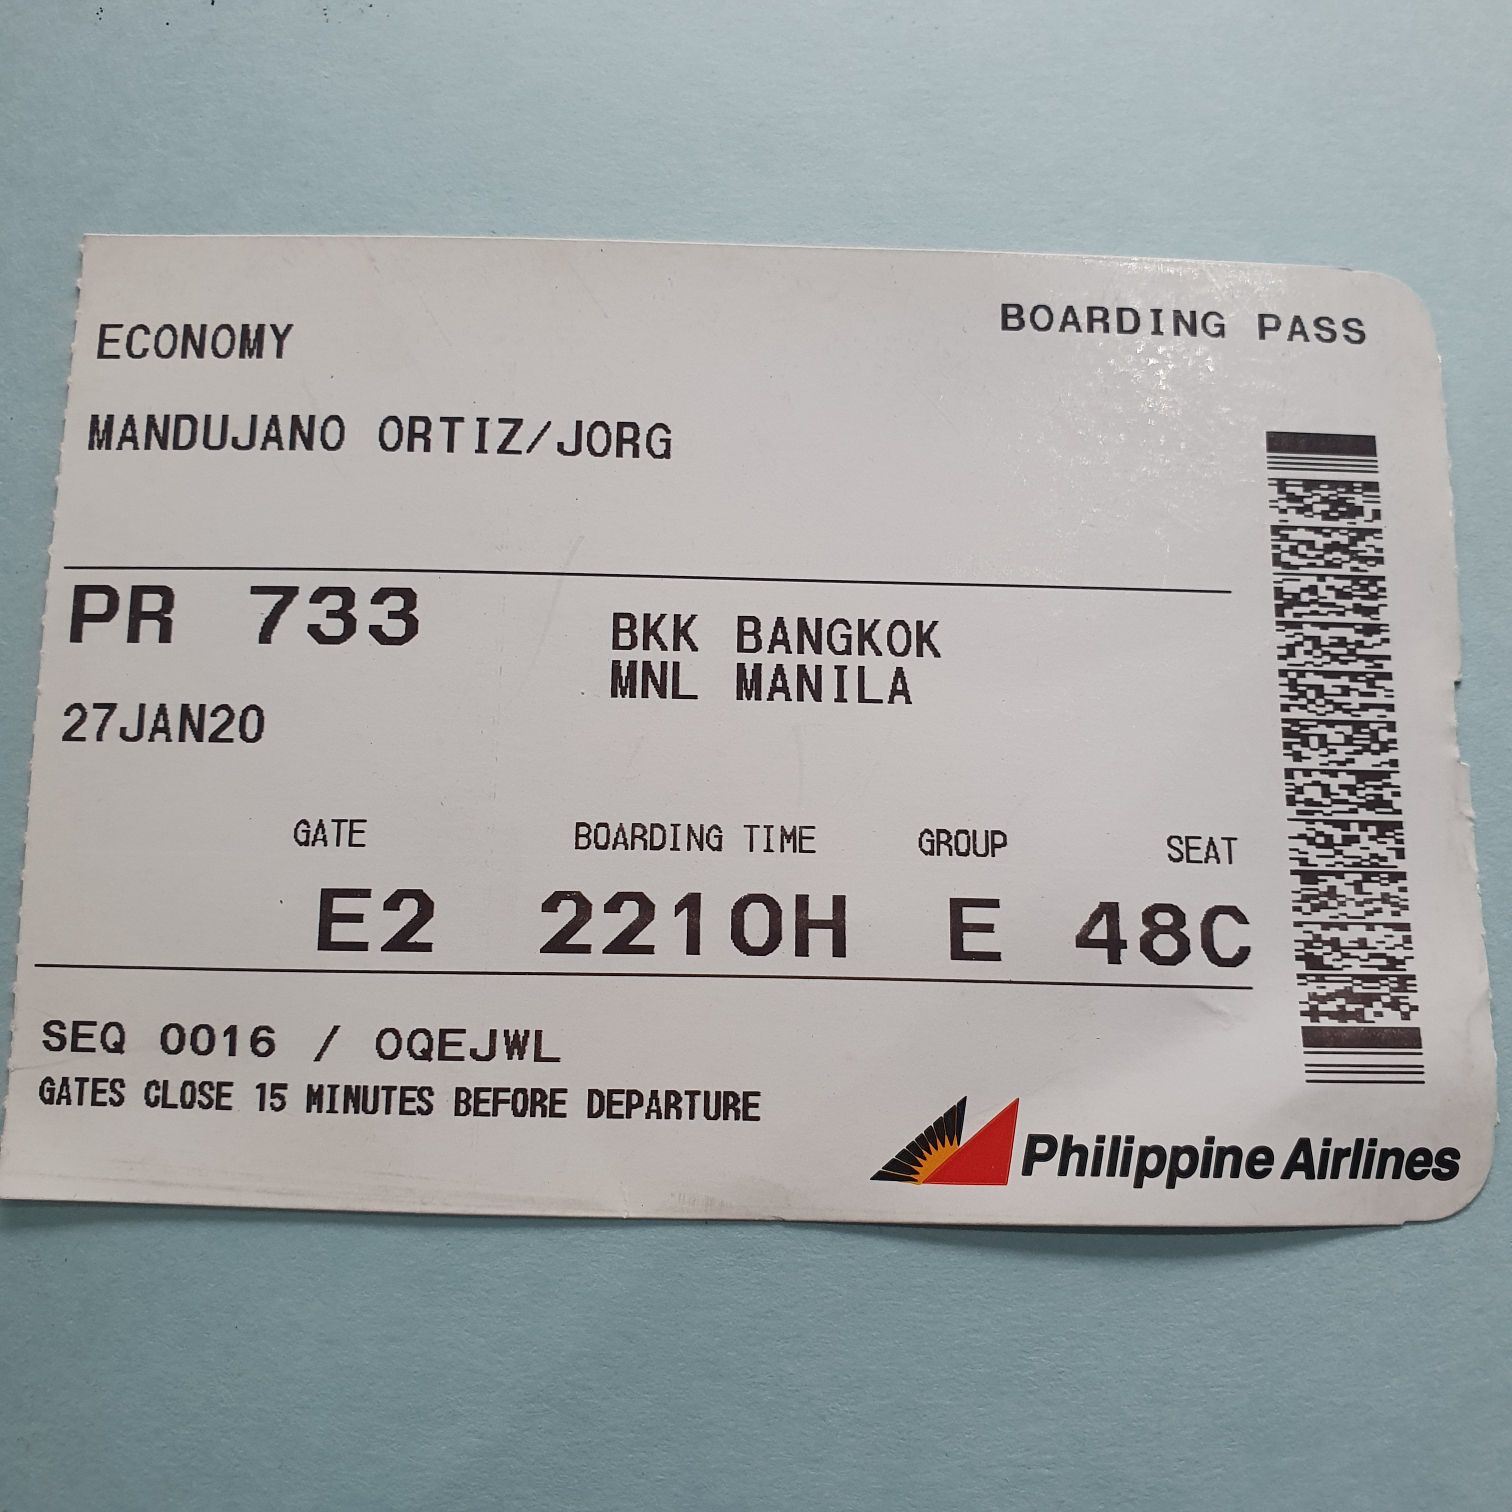 BOARDING PASS
ECONOMY
MANDUJANO ORTIZ/JORG
PR 733 BKK BANGKOK
MNL MANILA
27JAN20
GATE BOARDING TIME GROUP SEAT
E2 2210H E 48C
SEQ 0016 / OQEJWL
GATES CLOSE 15 MINUTES BEFORE DEPARTURE
Philippine Airlines